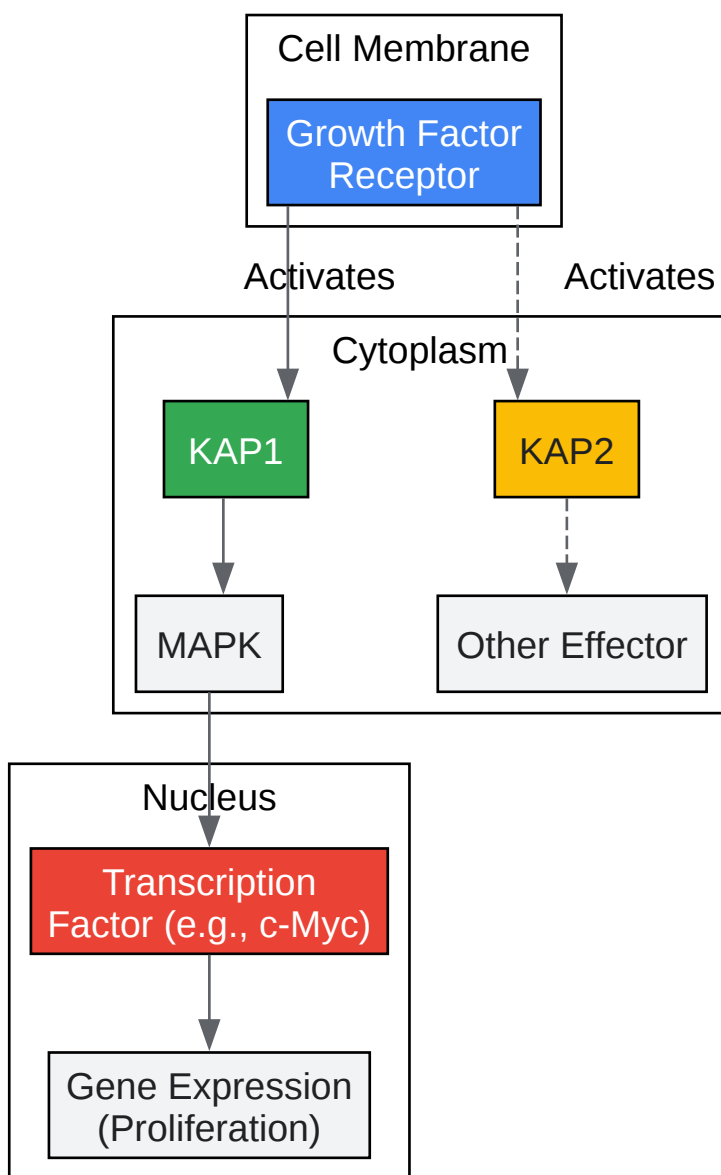 Cell Membrane
Growth Factor
Receptor
Activates
Activates
Cytoplasm
KAP1
KAP2
MAPK
Other Effector
Nucleus
Transcription
Factor (e.g., c-Myc)
Gene Expression
(Proliferation)